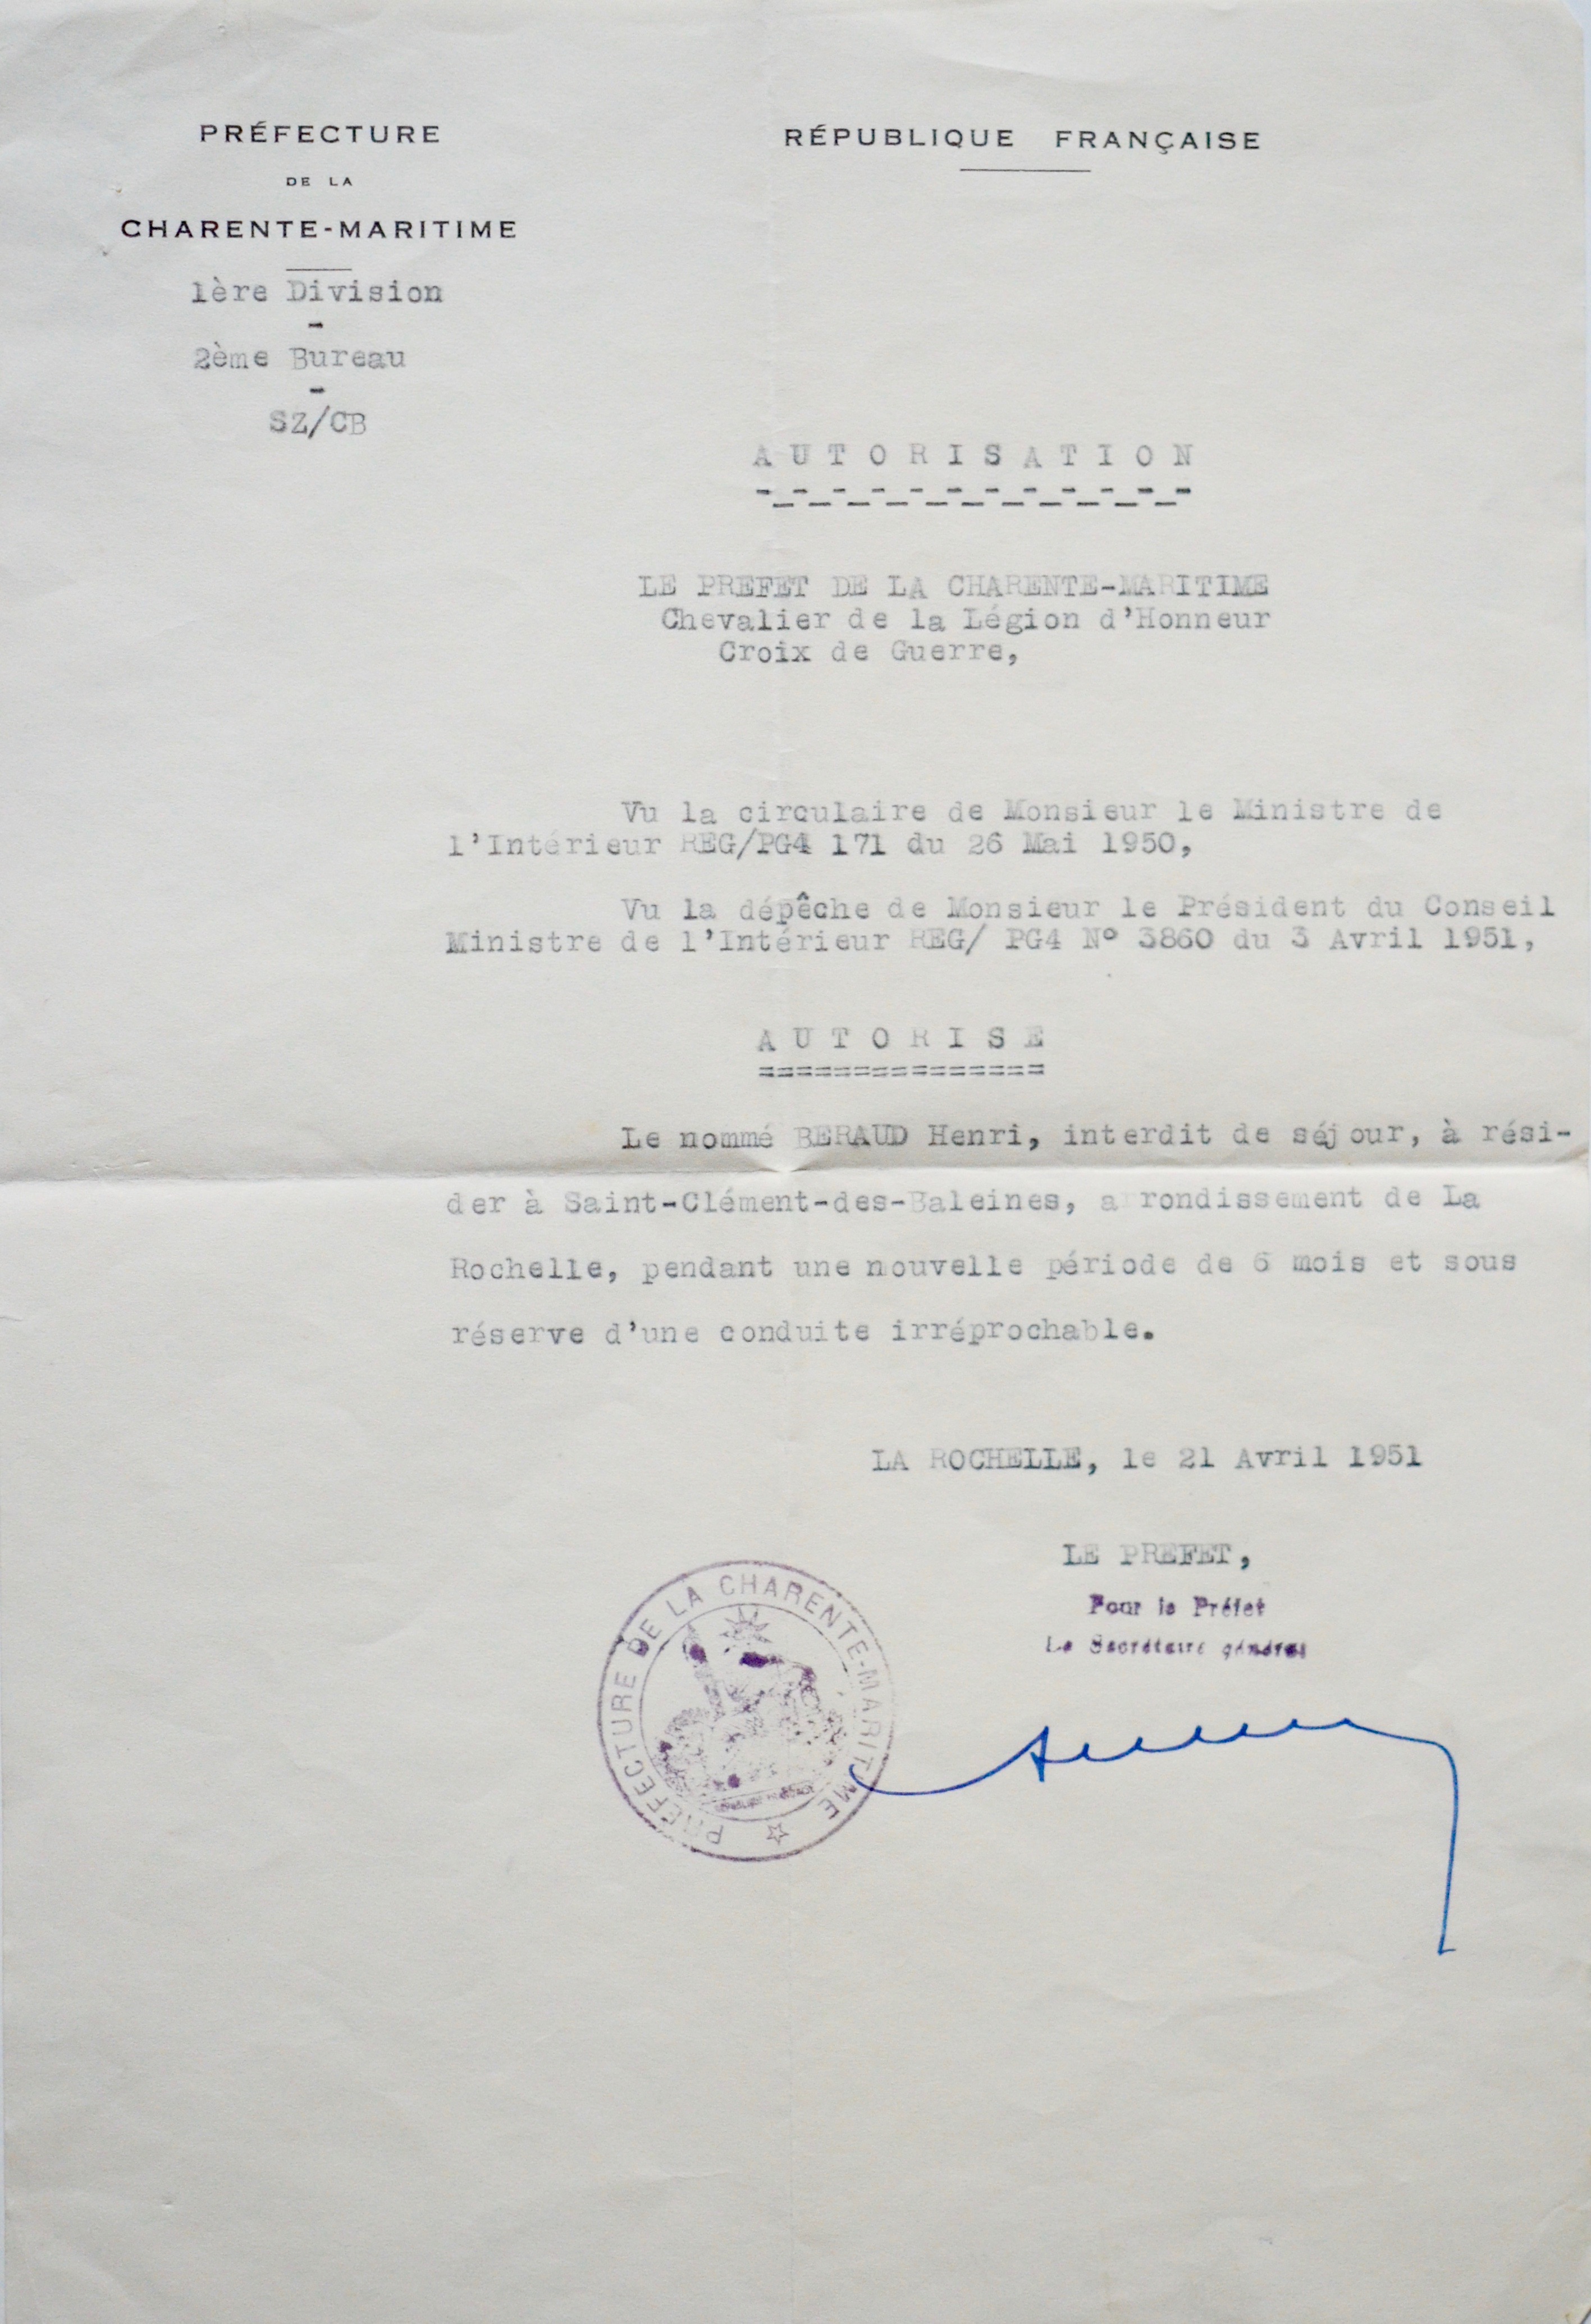 PRÉFECTURE
DE LA
CHARENTE-MARITIME
1ère Division
-
2ème Bureau
-
SZ/CB
RÉPUBLIQUE FRANÇAISE
AUTORISATION
LE PREFET DE LA CHARENTE-MARITIME
Chevalier de la Légion d'Honneur
Croix de Guerre,
Vu la circulaire de Monsieur le Ministre de
l'Intérieur REG/PG4 171 du 26 Mai 1950,
Vu la dépêche de Monsieur le Président du Conseil
Ministre de l'Intérieur REG/ PG4 N° 3860 du 3 Avril 1951,
AUTORISE
===============
Le nommé BERAUD Henri, interdit de séjour, à rési-
der à Saint-Clément-des-Baleines, arrondissement de La
Rochelle, pendant une nouvelle période de 6 mois et sous
réserve d'une conduite irréprochable.
LA ROCHELLE, le 21 Avril 1951
LE PREFET,
Pour le Préfet
Le Secrétaire général
PREFECTURE DE LA CHARENTE-MARITIME